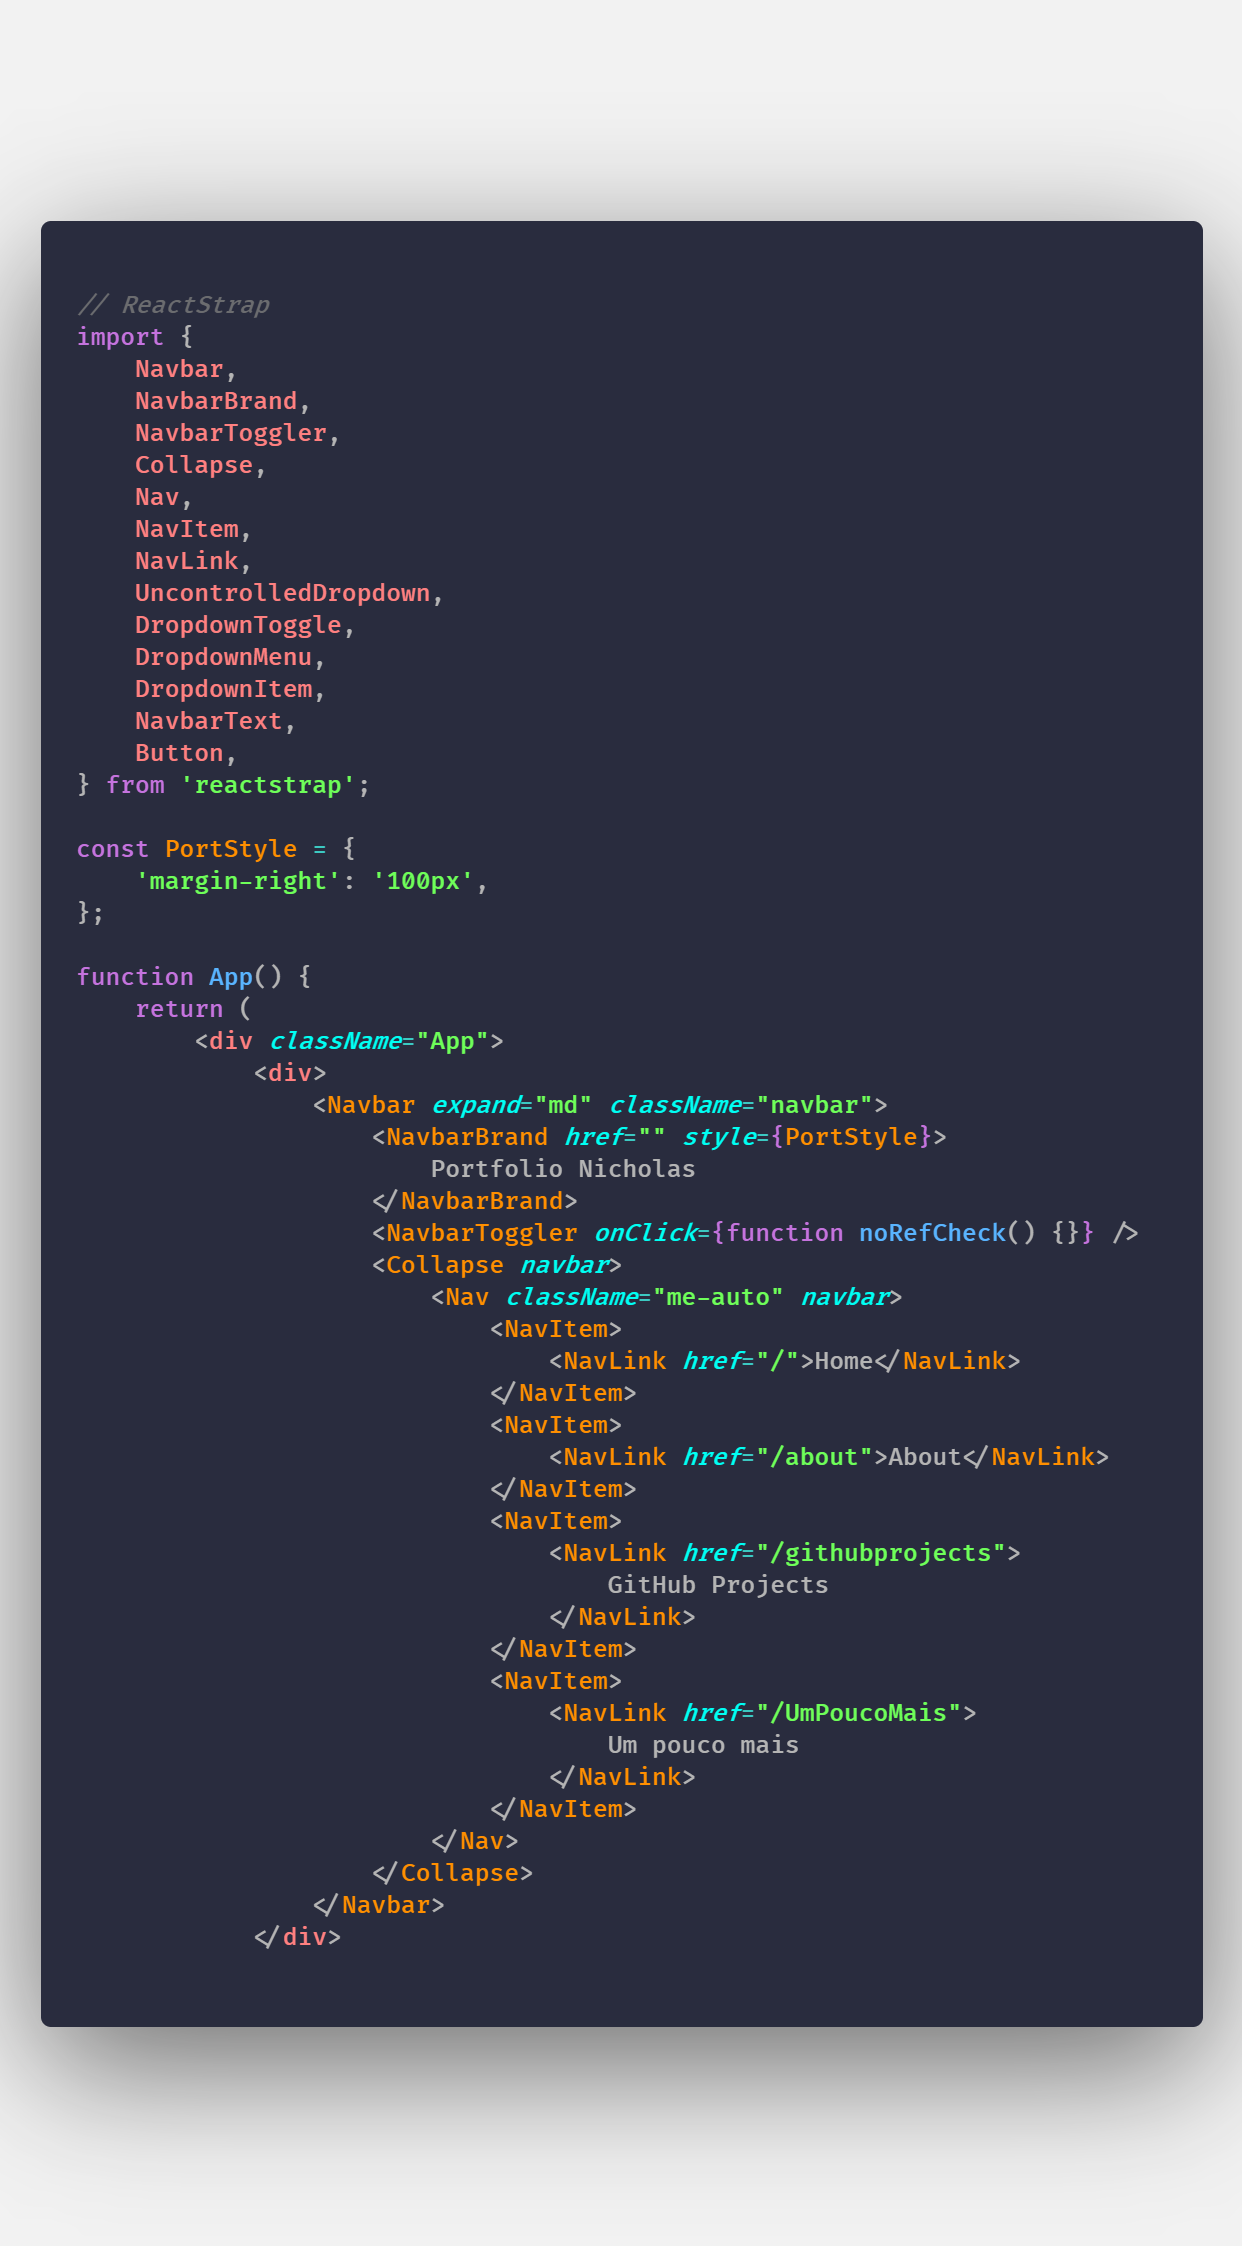 // ReactStrap
import {
    Navbar,
    NavbarBrand,
    NavbarToggler,
    Collapse,
    Nav,
    NavItem,
    NavLink,
    UncontrolledDropdown,
    DropdownToggle,
    DropdownMenu,
    DropdownItem,
    NavbarText,
    Button,
} from 'reactstrap';

const PortStyle = {
    'margin-right': '100px',
};

function App() {
    return (
        <div className="App">
            <div>
                <Navbar expand="md" className="navbar">
                    <NavbarBrand href="" style={PortStyle}>
                        Portfolio Nicholas
                    </NavbarBrand>
                    <NavbarToggler onClick={function noRefCheck() {}} />
                    <Collapse navbar>
                        <Nav className="me-auto" navbar>
                            <NavItem>
                                <NavLink href="/">Home</NavLink>
                            </NavItem>
                            <NavItem>
                                <NavLink href="/about">About</NavLink>
                            </NavItem>
                            <NavItem>
                                <NavLink href="/githubprojects">
                                    GitHub Projects
                                </NavLink>
                            </NavItem>
                            <NavItem>
                                <NavLink href="/UmPoucoMais">
                                    Um pouco mais
                                </NavLink>
                            </NavItem>
                        </Nav>
                    </Collapse>
                </Navbar>
            </div>